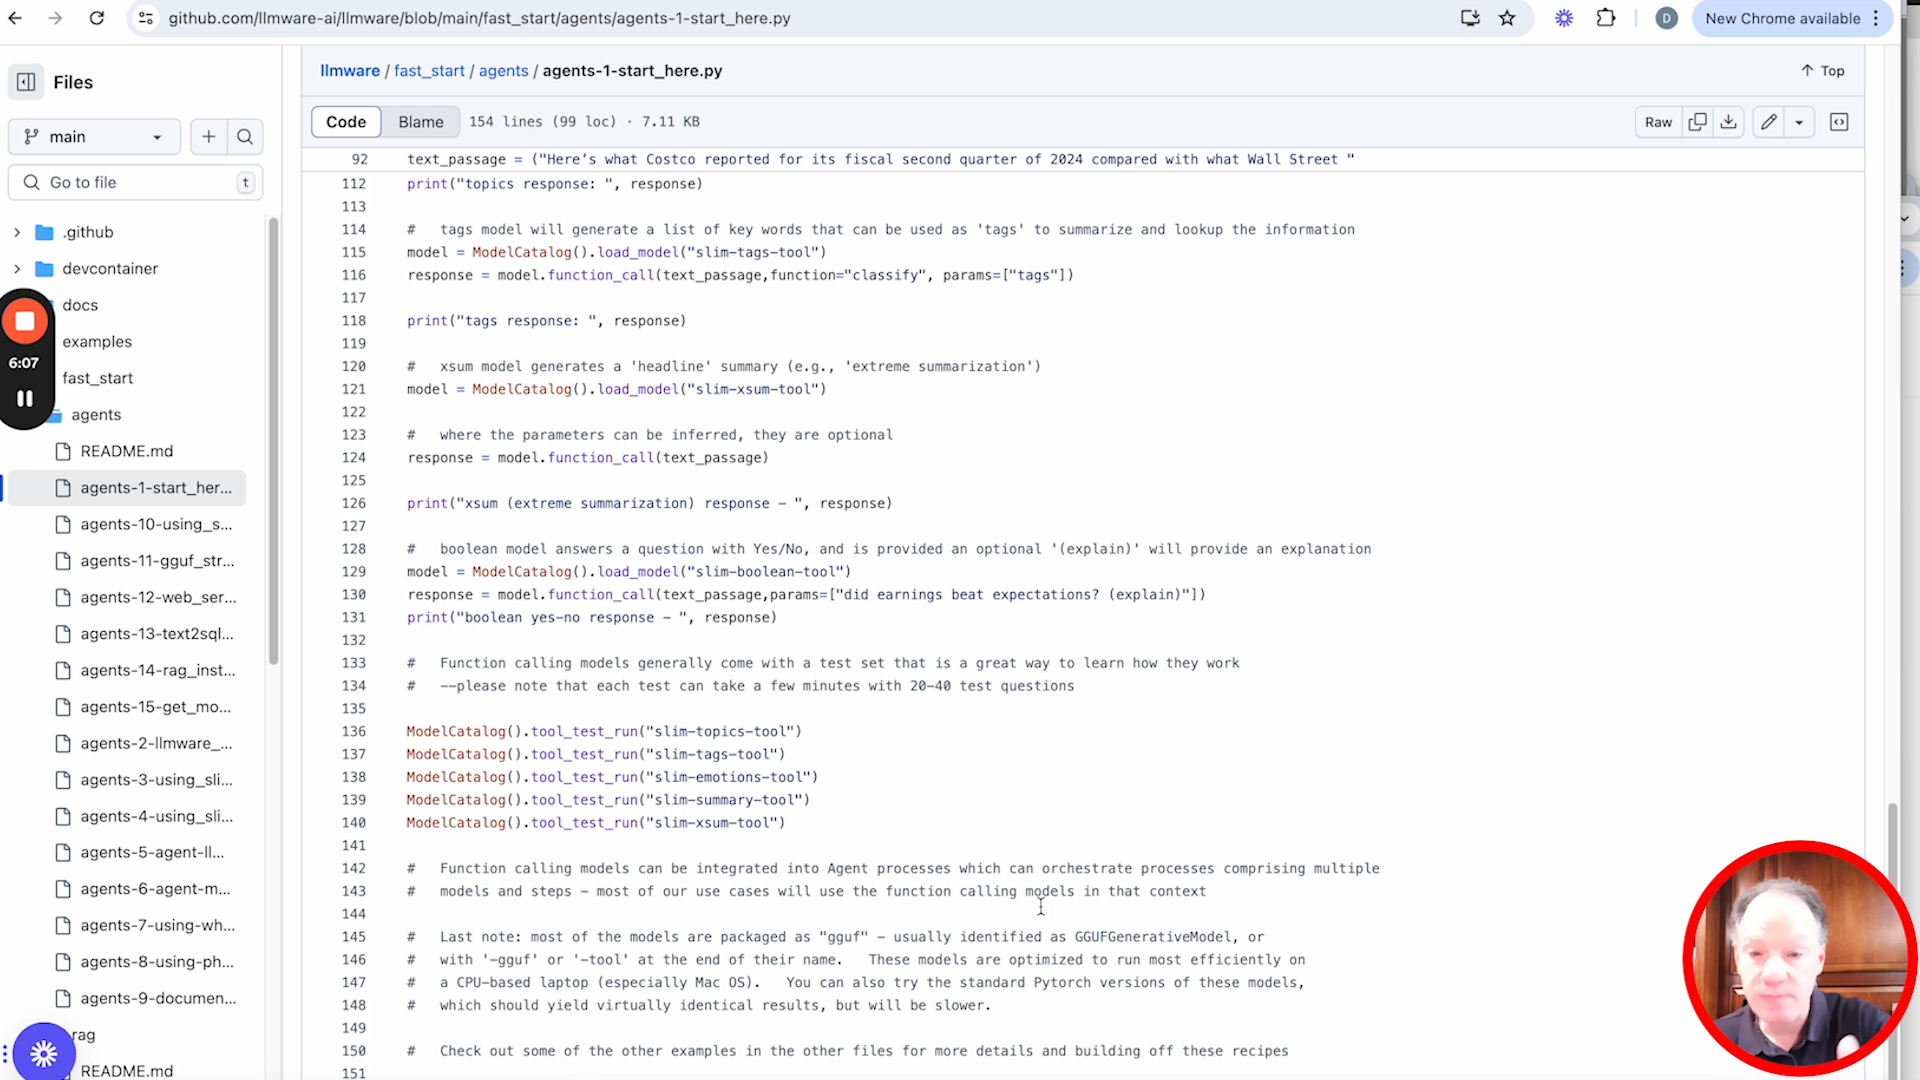 github.com/llmware-ai/llmware/blob/main/fast_start/agents/agents-1-start_here.py
D
New Chrome available
Files
llmware / fast_start / agents / agents-1-start_here.py
Top
main
Code
Blame
154 lines (99 loc) · 7.11 KB
Raw
Go to file
t
.github
devcontainer
docs
examples
fast_start
agents
README.md
agents-1-start_her...
agents-10-using_s...
agents-11-gguf_str...
agents-12-web_ser...
agents-13-text2sql...
agents-14-rag_inst...
agents-15-get_mo...
agents-2-llmware_...
agents-3-using_sli...
agents-4-using_sli...
agents-5-agent-ll...
agents-6-agent-m...
agents-7-using-wh...
agents-8-using-ph...
agents-9-documen...
rag
README.md
6:07
92 text_passage = ("Here’s what Costco reported for its fiscal second quarter of 2024 compared with what Wall Street "
112 print("topics response: ", response)
113
114 # tags model will generate a list of key words that can be used as 'tags' to summarize and lookup the information
115 model = ModelCatalog().load_model("slim-tags-tool")
116 response = model.function_call(text_passage,function="classify", params=["tags"])
117
118 print("tags response: ", response)
119
120 # xsum model generates a 'headline' summary (e.g., 'extreme summarization')
121 model = ModelCatalog().load_model("slim-xsum-tool")
122
123 # where the parameters can be inferred, they are optional
124 response = model.function_call(text_passage)
125
126 print("xsum (extreme summarization) response - ", response)
127
128 # boolean model answers a question with Yes/No, and is provided an optional '(explain)' will provide an explanation
129 model = ModelCatalog().load_model("slim-boolean-tool")
130 response = model.function_call(text_passage,params=["did earnings beat expectations? (explain)"])
131 print("boolean yes-no response - ", response)
132
133 # Function calling models generally come with a test set that is a great way to learn how they work
134 # --please note that each test can take a few minutes with 20-40 test questions
135
136 ModelCatalog().tool_test_run("slim-topics-tool")
137 ModelCatalog().tool_test_run("slim-tags-tool")
138 ModelCatalog().tool_test_run("slim-emotions-tool")
139 ModelCatalog().tool_test_run("slim-summary-tool")
140 ModelCatalog().tool_test_run("slim-xsum-tool")
141
142 # Function calling models can be integrated into Agent processes which can orchestrate processes comprising multiple
143 # models and steps - most of our use cases will use the function calling models in that context
144
145 # Last note: most of the models are packaged as "gguf" - usually identified as GGUFGenerativeModel, or
146 # with '-gguf' or '-tool' at the end of their name. These models are optimized to run most efficiently on
147 # a CPU-based laptop (especially Mac OS). You can also try the standard Pytorch versions of these models,
148 # which should yield virtually identical results, but will be slower.
149
150 # Check out some of the other examples in the other files for more details and building off these recipes
151